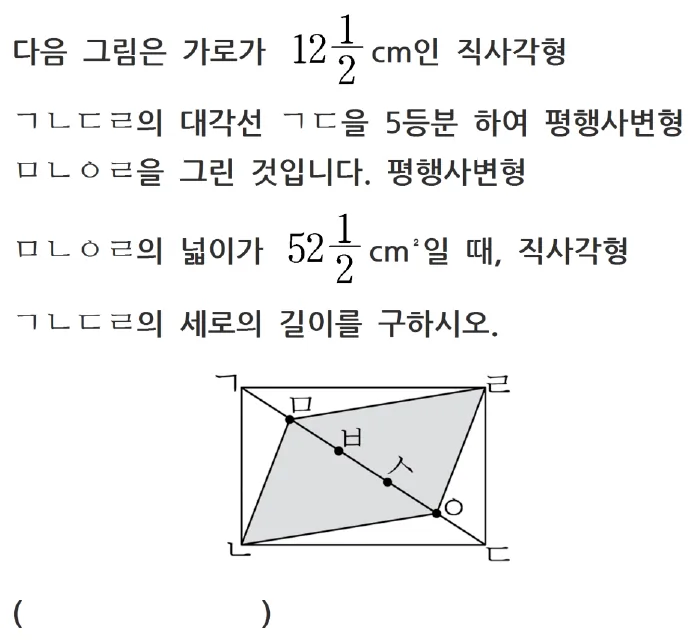 다음 그림은 가로가 12 1/2 cm인 직사각형
ㄱㄴㄷㄹ의 대각선 ㄱㄷ을 5등분 하여 평행사변형
ㅁㄴㅇㄹ을 그린 것입니다. 평행사변형
ㅁㄴㅇㄹ의 넓이가 52 1/2 cm²일 때, 직사각형
ㄱㄴㄷㄹ의 세로의 길이를 구하시오.
ㄱ ㄹ
ㅁ
ㅂ
ㅅ
ㅇ
ㄴ ㄷ
( )